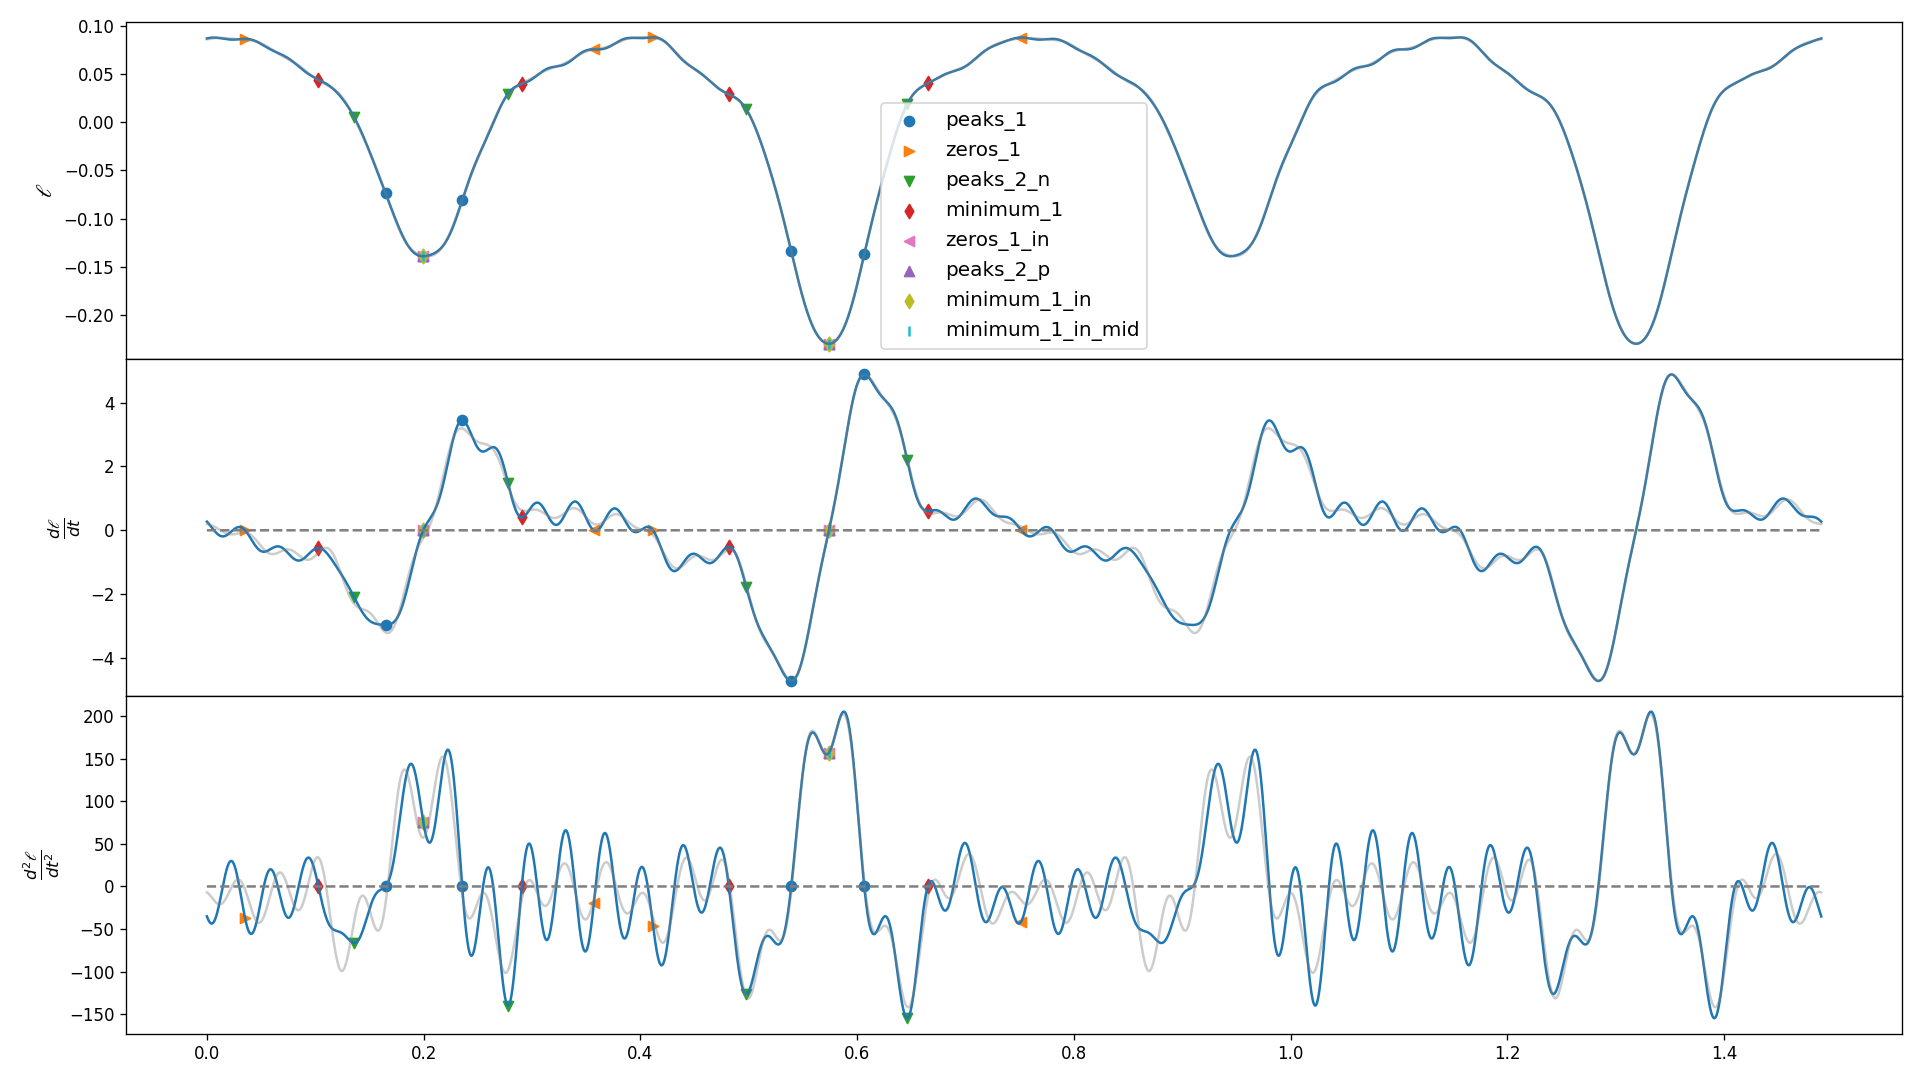 0.10
0.05
0.00
−0.05
−0.10
−0.15
−0.20
ℓ
peaks_1
zeros_1
peaks_2_n
minimum_1
zeros_1_in
peaks_2_p
minimum_1_in
minimum_1_in_mid
4
2
0
−2
−4
dℓ
dt
200
150
100
50
0
−50
−100
−150
d²ℓ
dt²
0.0 0.2 0.4 0.6 0.8 1.0 1.2 1.4